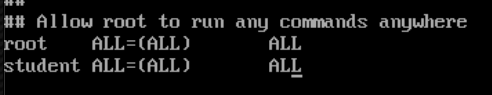 ##
## Allow root to run any commands anywhere
root    ALL=(ALL)       ALL
student ALL=(ALL)       ALL